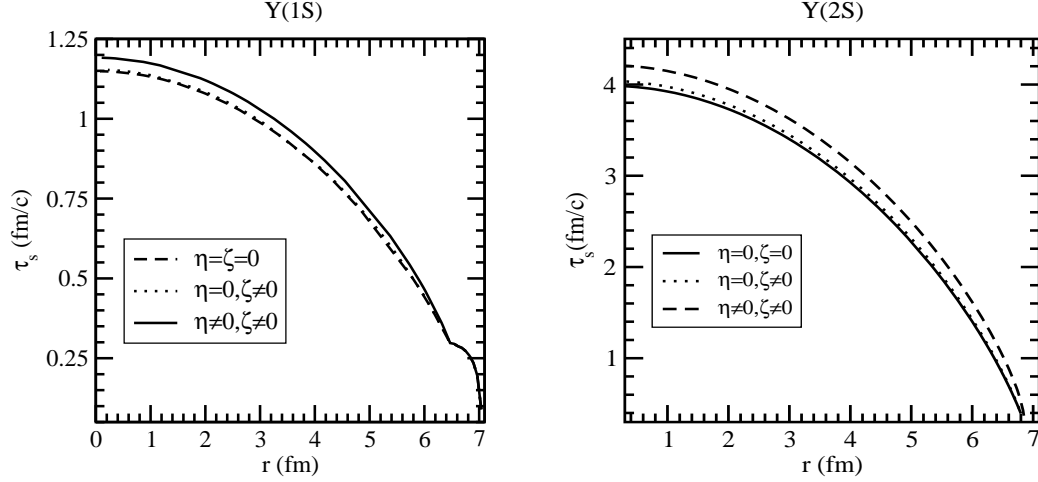 Υ(1S)
τs (fm/c)
1.25
1
0.75
0.5
0.25
η=ζ=0
η=0,ζ≠0
η≠0,ζ≠0
0 1 2 3 4 5 6 7
r (fm)
Υ(2S)
τs(fm/c)
4
3
2
1
η=0,ζ=0
η=0,ζ≠0
η≠0,ζ≠0
1 2 3 4 5 6 7
r (fm)